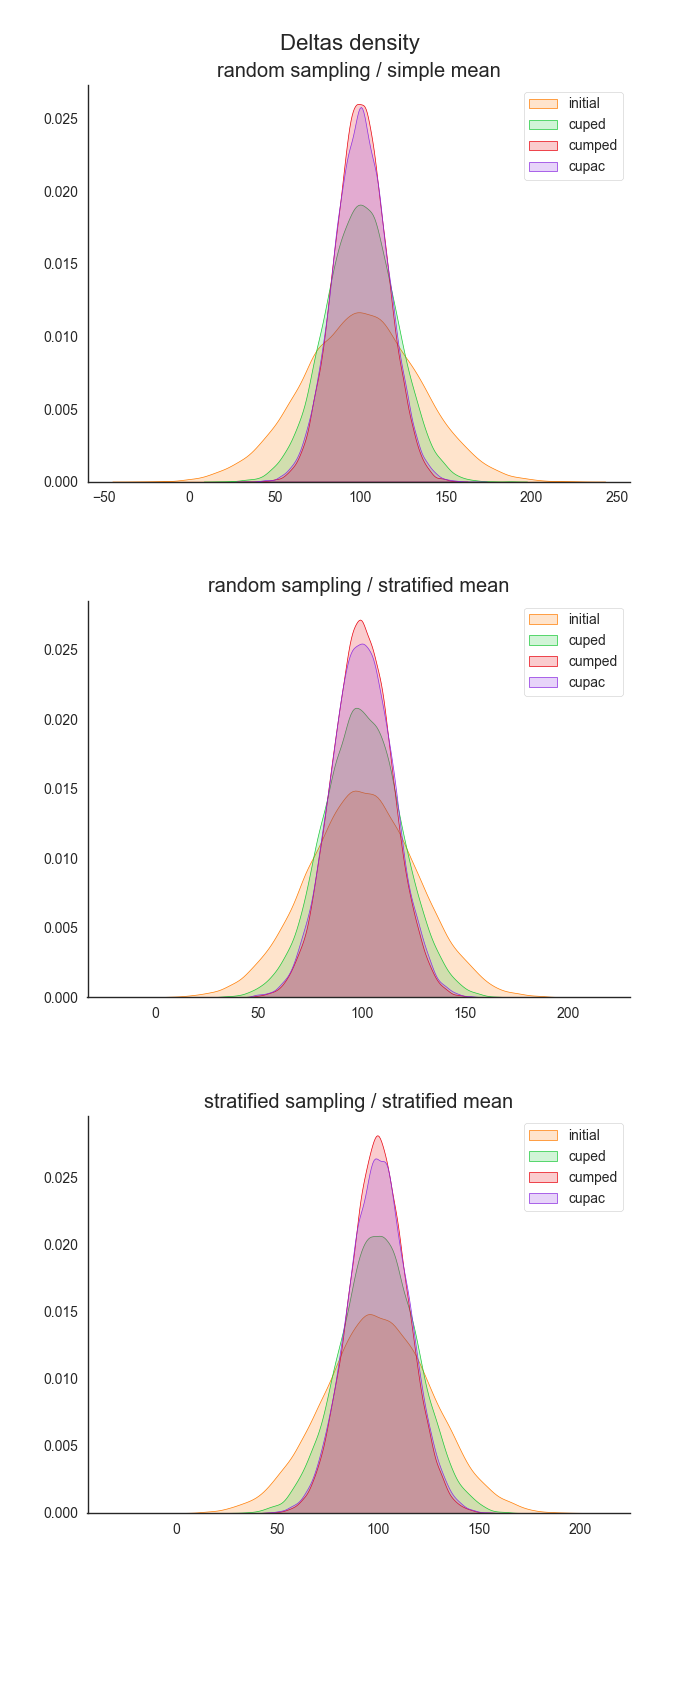 Deltas density
random sampling / simple mean
initial
cuped
cumped
cupac
0.025
0.020
0.015
0.010
0.005
0.000
−50 0 50 100 150 200 250
random sampling / stratified mean
initial
cuped
cumped
cupac
0.025
0.020
0.015
0.010
0.005
0.000
0 50 100 150 200
stratified sampling / stratified mean
initial
cuped
cumped
cupac
0.025
0.020
0.015
0.010
0.005
0.000
0 50 100 150 200